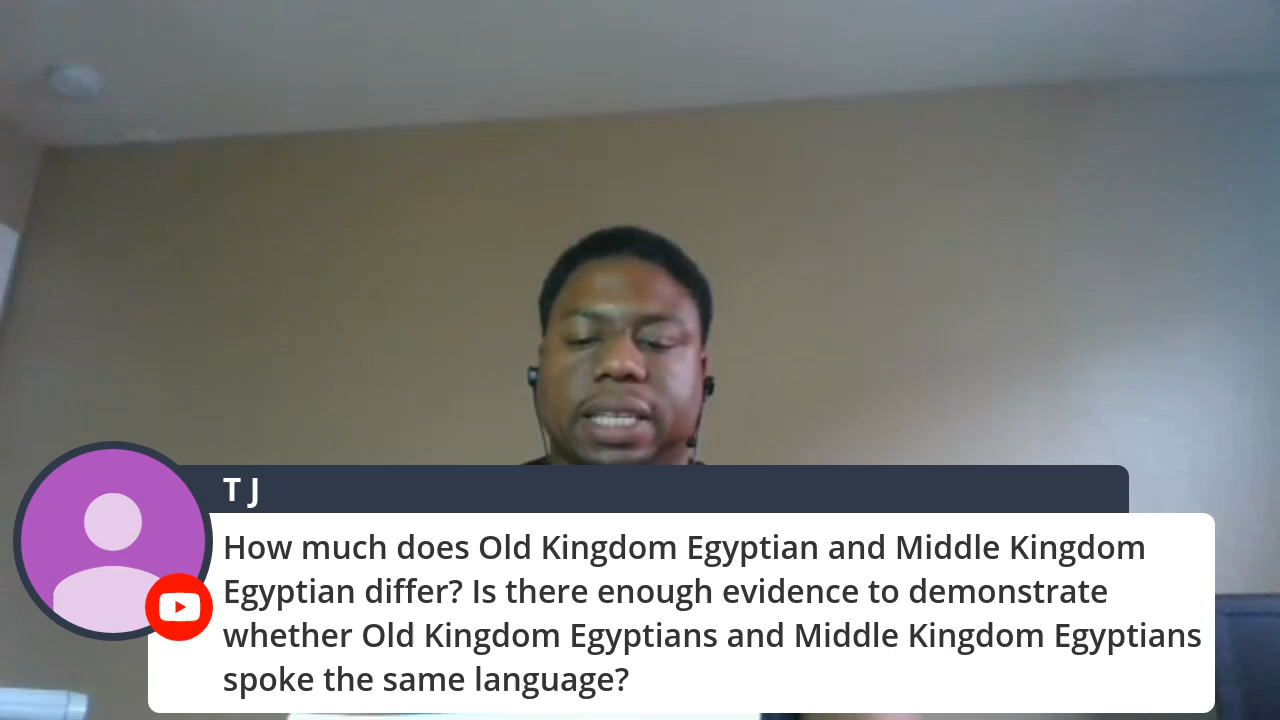 T J
How much does Old Kingdom Egyptian and Middle Kingdom
Egyptian differ? Is there enough evidence to demonstrate
whether Old Kingdom Egyptians and Middle Kingdom Egyptians
spoke the same language?